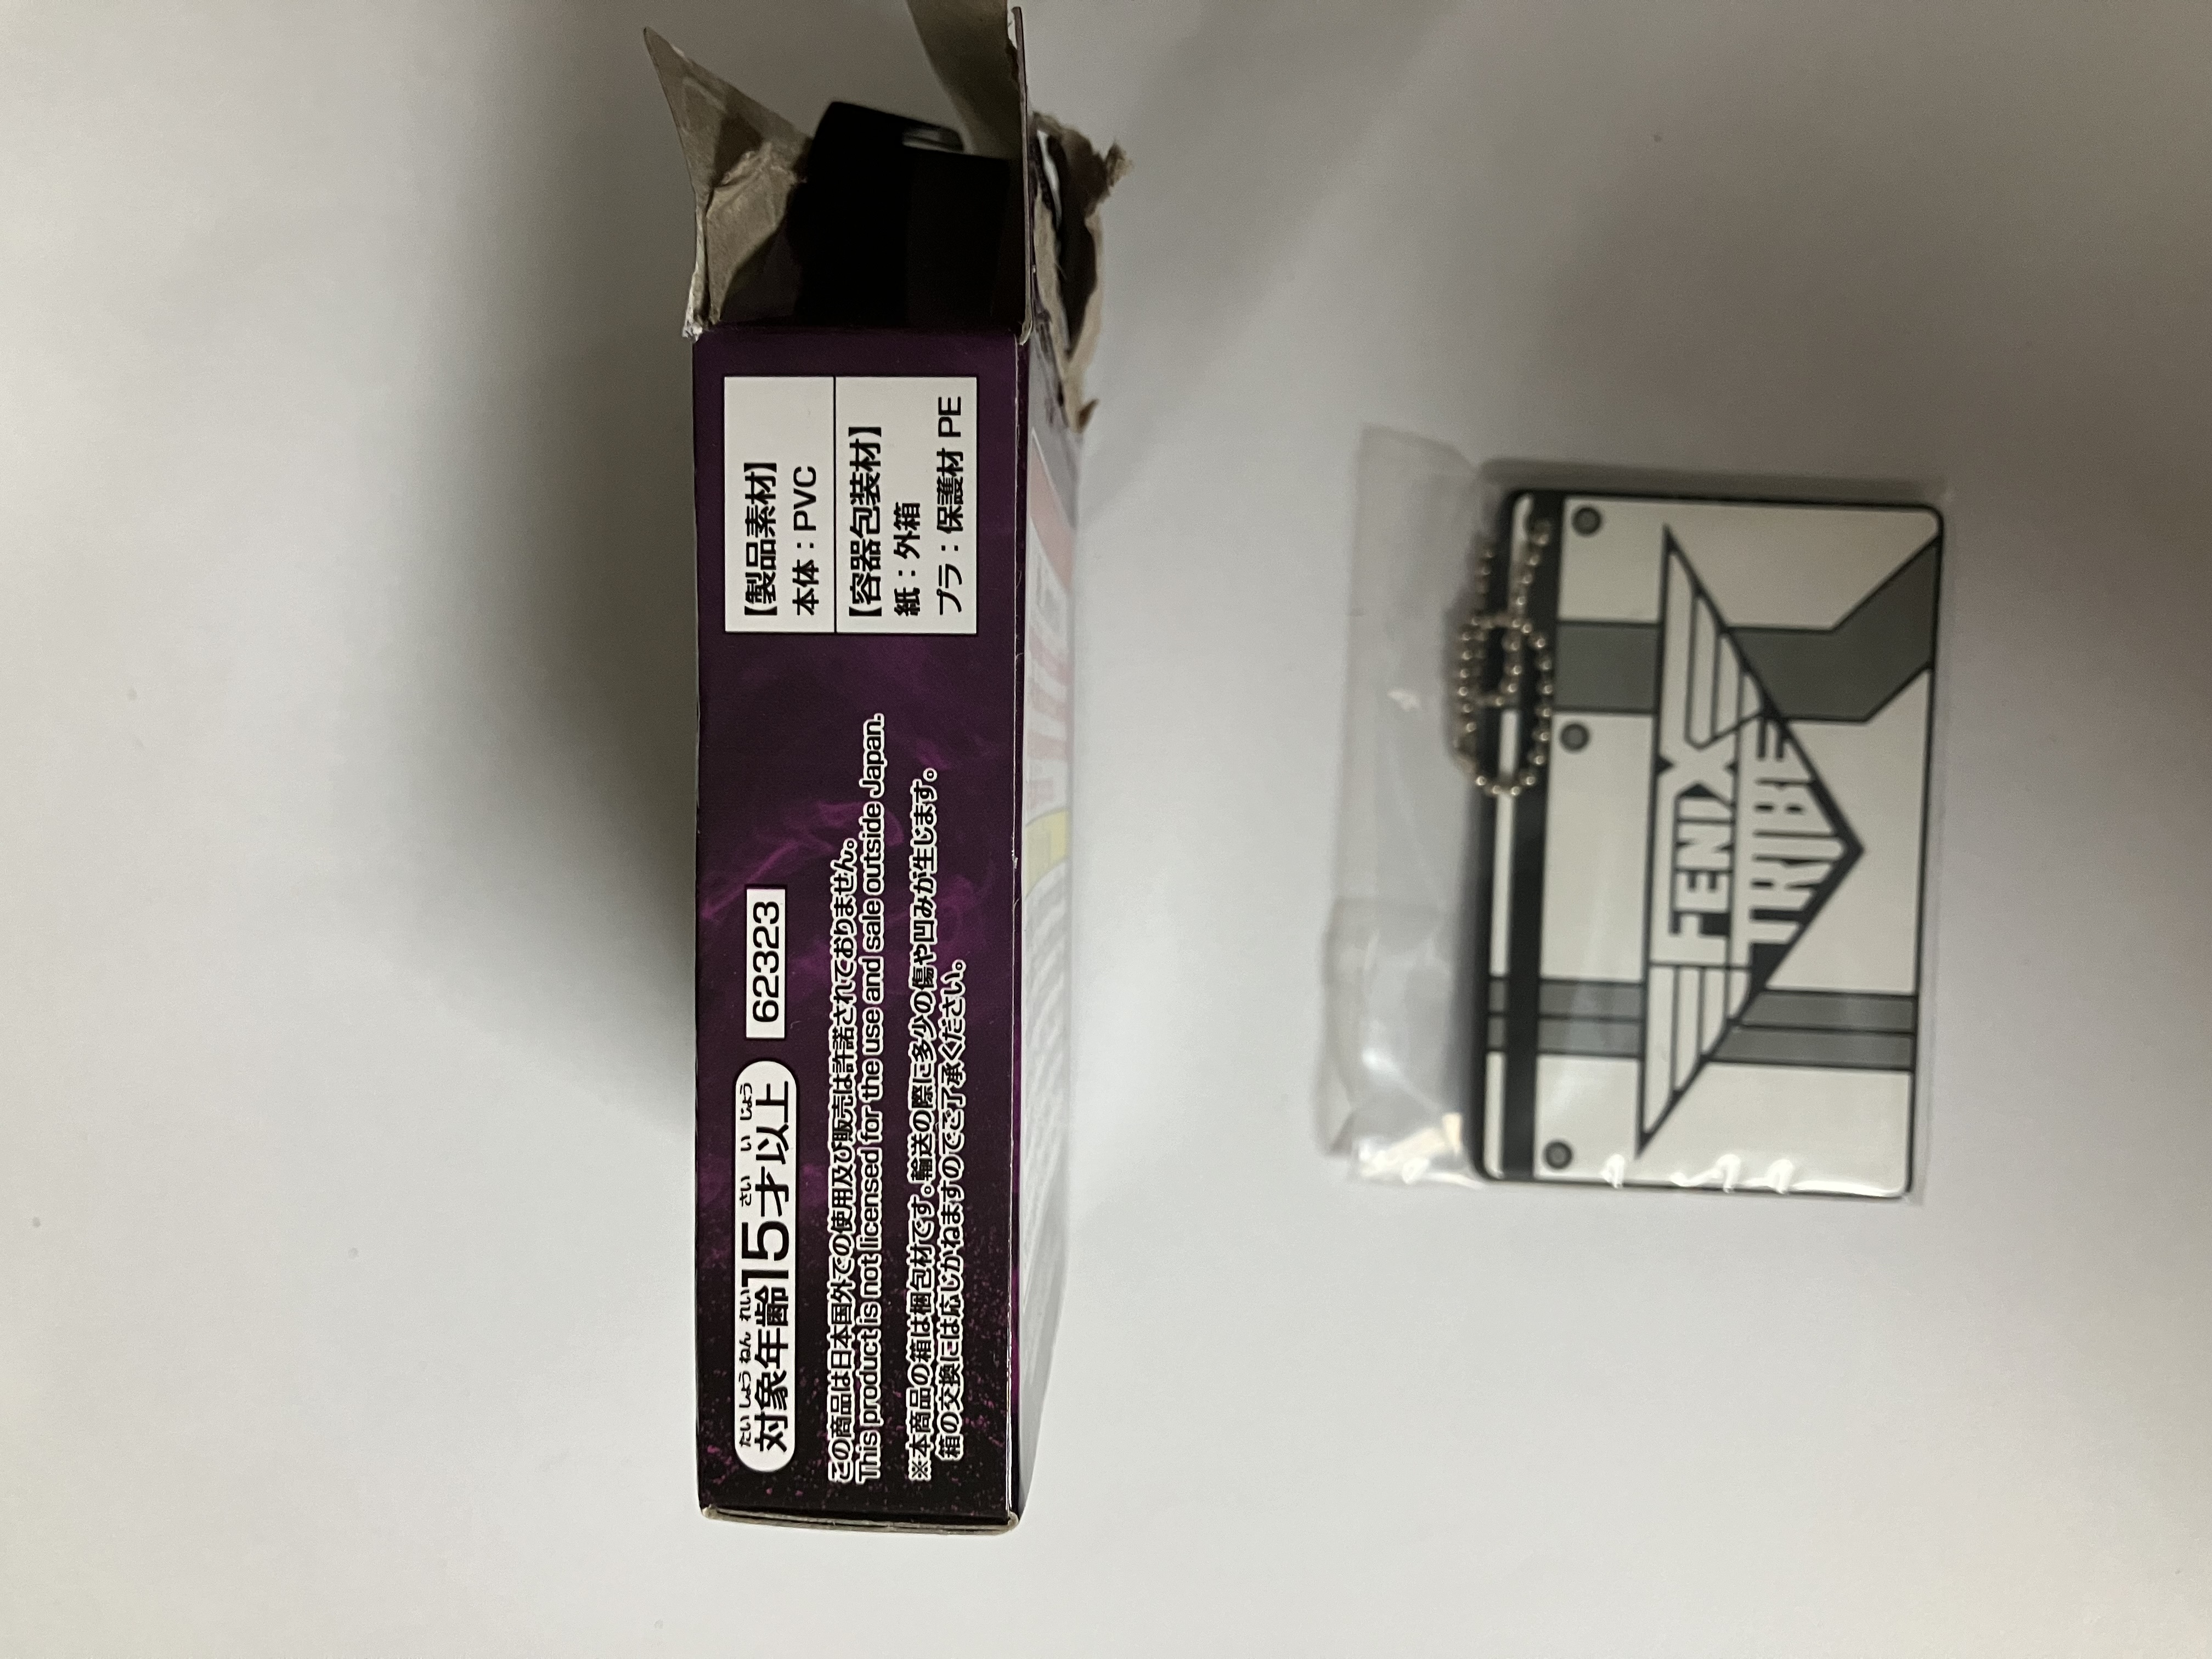 たいしょうねんれい さい いじょう
対象年齢15才以上 62323
この商品は日本国外での使用及び販売は許諾されておりません。
This product is not licensed for the use and sale outside Japan.
※本商品の箱は梱包材です。輸送の際に多少の傷や凹みが生じます。
箱の交換には応じかねますのでご了承ください。
【製品素材】
本体：PVC
【容器包装材】
紙：外箱
プラ：保護材 PE
FENIX
TRIBE